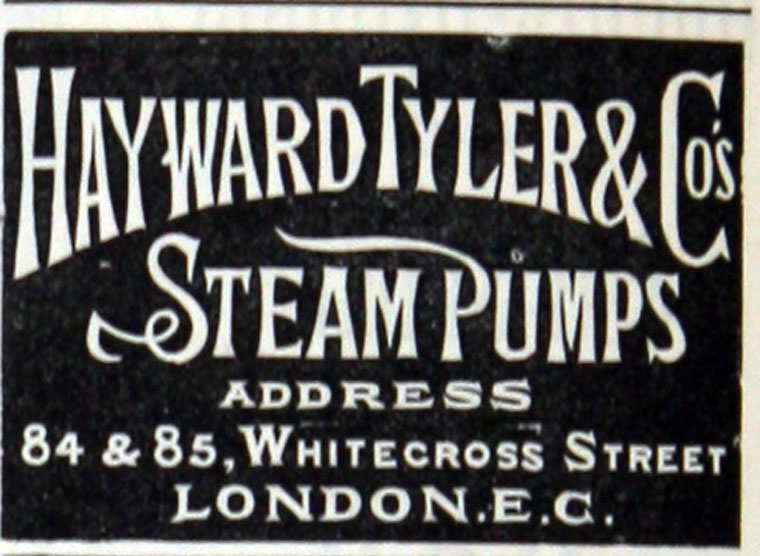 HAYWARD TYLER & Co's
STEAM PUMPS
ADDRESS
84 & 85, WHITECROSS STREET
LONDON.E.C.